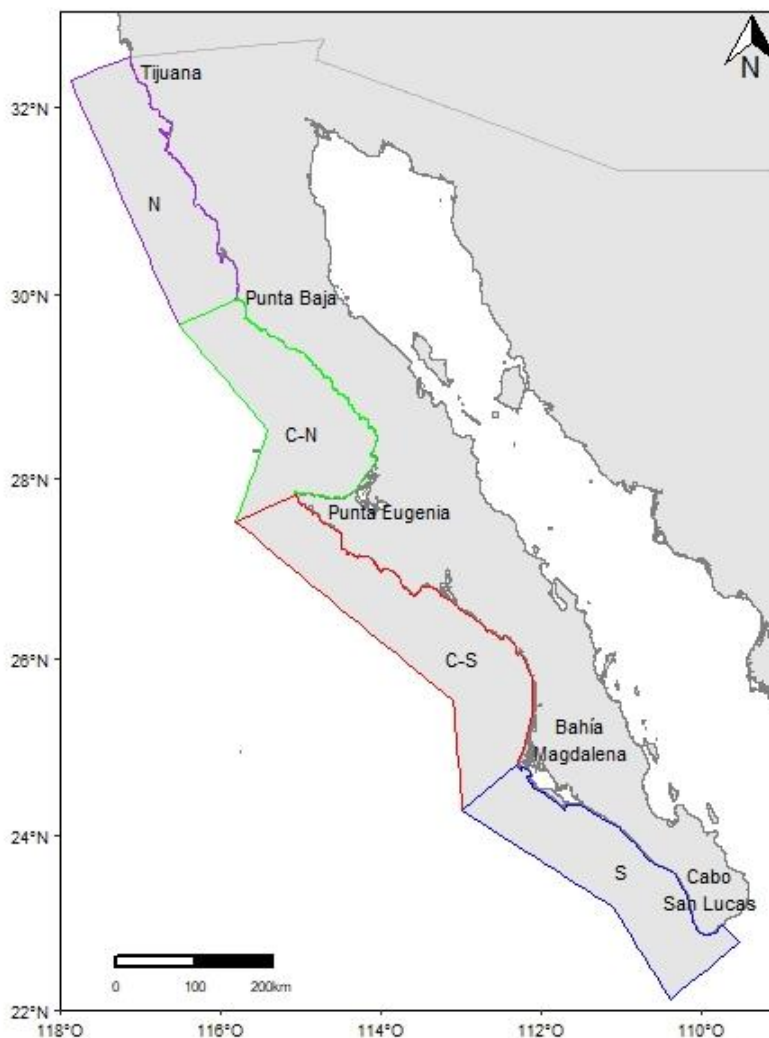 N
Tijuana
32°N
N
30°N
Punta Baja
C-N
28°N
Punta Eugenia
26°N
C-S
Bahía
Magdalena
24°N
S
Cabo
San Lucas
0 100 200km
22°N
118°O 116°O 114°O 112°O 110°O